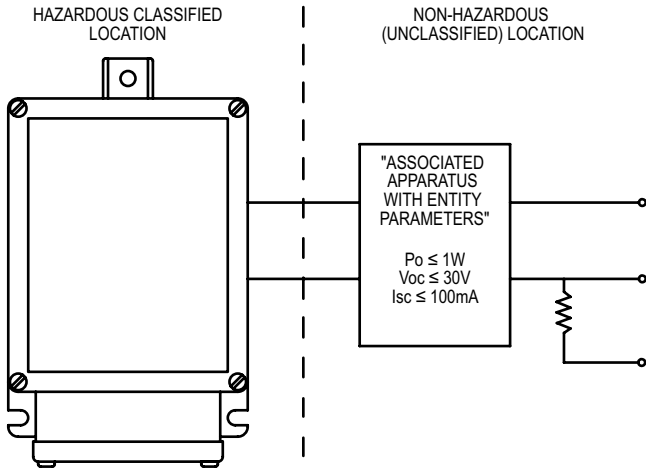 HAZARDOUS CLASSIFIED
LOCATION
NON-HAZARDOUS
(UNCLASSIFIED) LOCATION
"ASSOCIATED
APPARATUS
WITH ENTITY
PARAMETERS"
Po ≤ 1W
Voc ≤ 30V
Isc ≤ 100mA